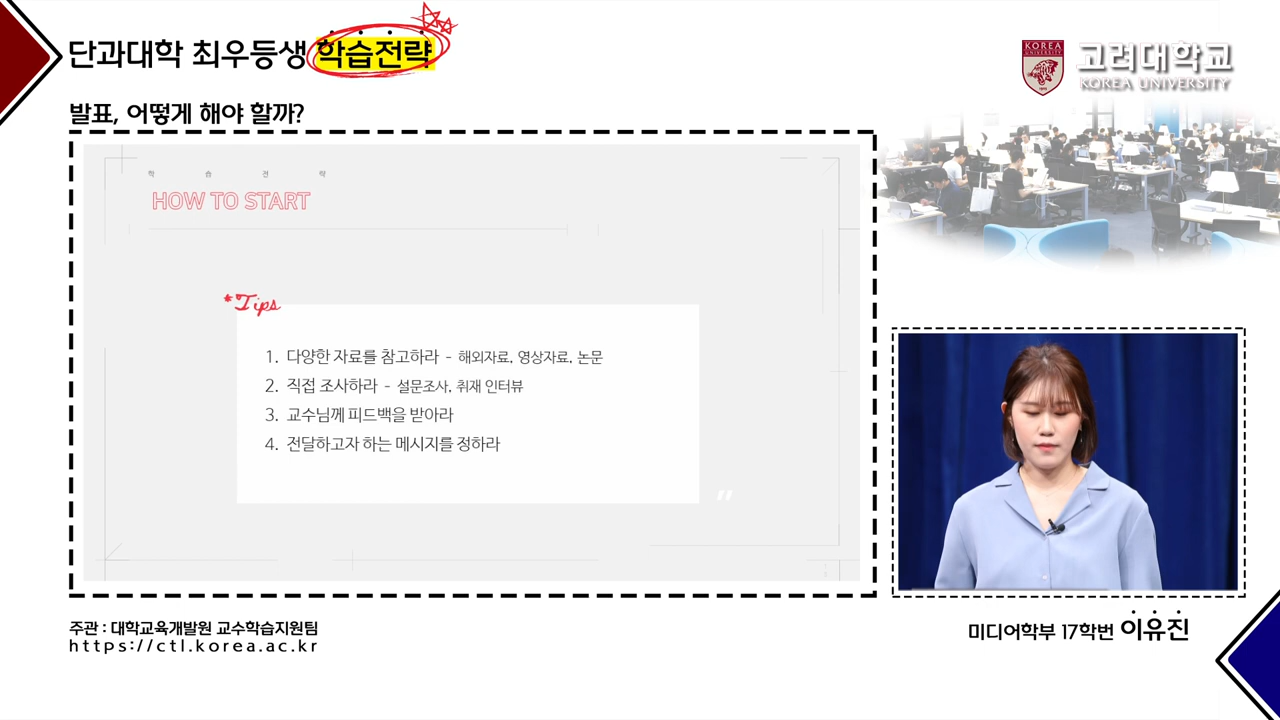 단과대학 최우등생 학습전략
KOREA
UNIVERSITY
고려대학교
KOREA UNIVERSITY
발표, 어떻게 해야 할까?
학 습 전 략
HOW TO START
*Tips
1. 다양한 자료를 참고하라 - 해외자료, 영상자료, 논문
2. 직접 조사하라 - 설문조사, 취재 인터뷰
3. 교수님께 피드백을 받아라
4. 전달하고자 하는 메시지를 정하라
"
주관 : 대학교육개발원 교수학습지원팀
https://ctl.korea.ac.kr
미디어학부 17학번 이유진